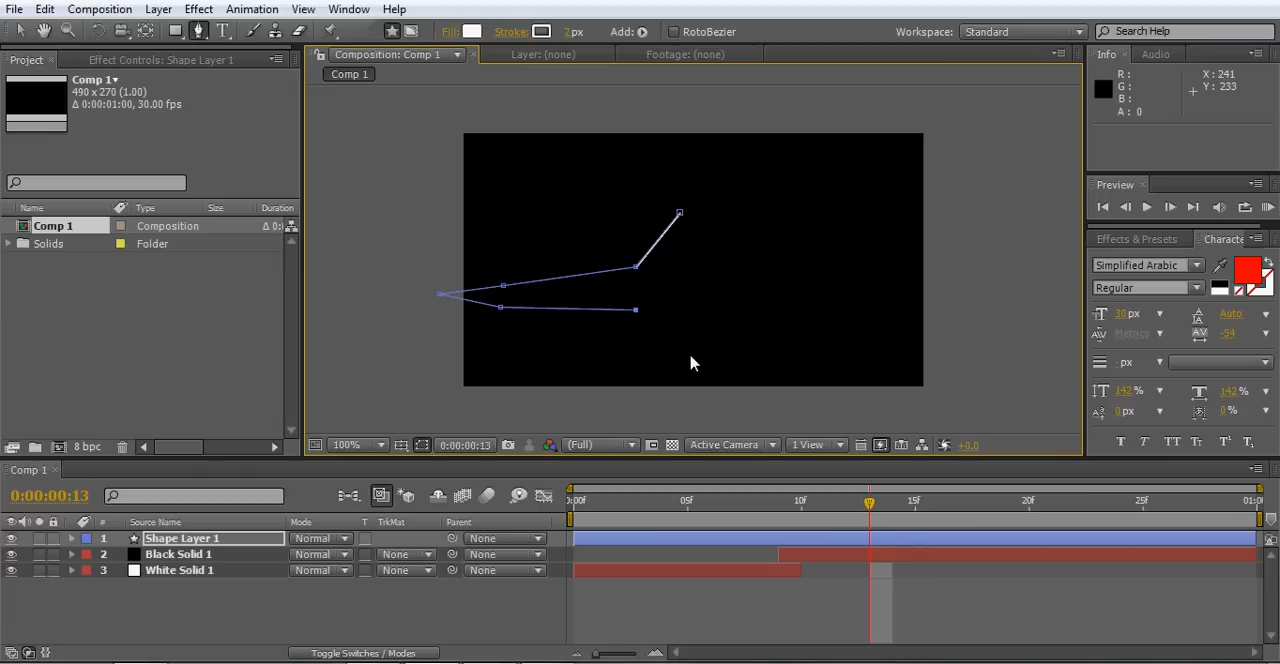 File Edit Composition Layer Effect Animation View Window Help
Fill: Stroke: 2 px Add: RotoBezier Workspace: Standard Search Help
Project Effect Controls: Shape Layer 1 Composition: Comp 1 Layer: (none) Footage: (none) Info Audio
Comp 1 Comp 1
490 x 270 (1.00)
Δ 0:00:01:00, 30.00 fps
R : X : 241
G : Y : 233
B :
A : 0
Preview
Name Type Size Duration
Comp 1 Composition Δ 0:
Solids Folder
Effects & Presets Characte
Simplified Arabic
Regular
30 px Auto
Metrics -54
- px
142 % 142 %
0 px 0 %
T T TT Tт T¹ T₁
8 bpc 100% 0:00:00:13 (Full) Active Camera 1 View +0.0
Comp 1
0:00:00:13 0:00f 05f 10f 15f 20f 25f 01:0
# Source Name Mode T TrkMat Parent
1 Shape Layer 1 Normal None
2 Black Solid 1 Normal None None
3 White Solid 1 Normal None None
Toggle Switches / Modes